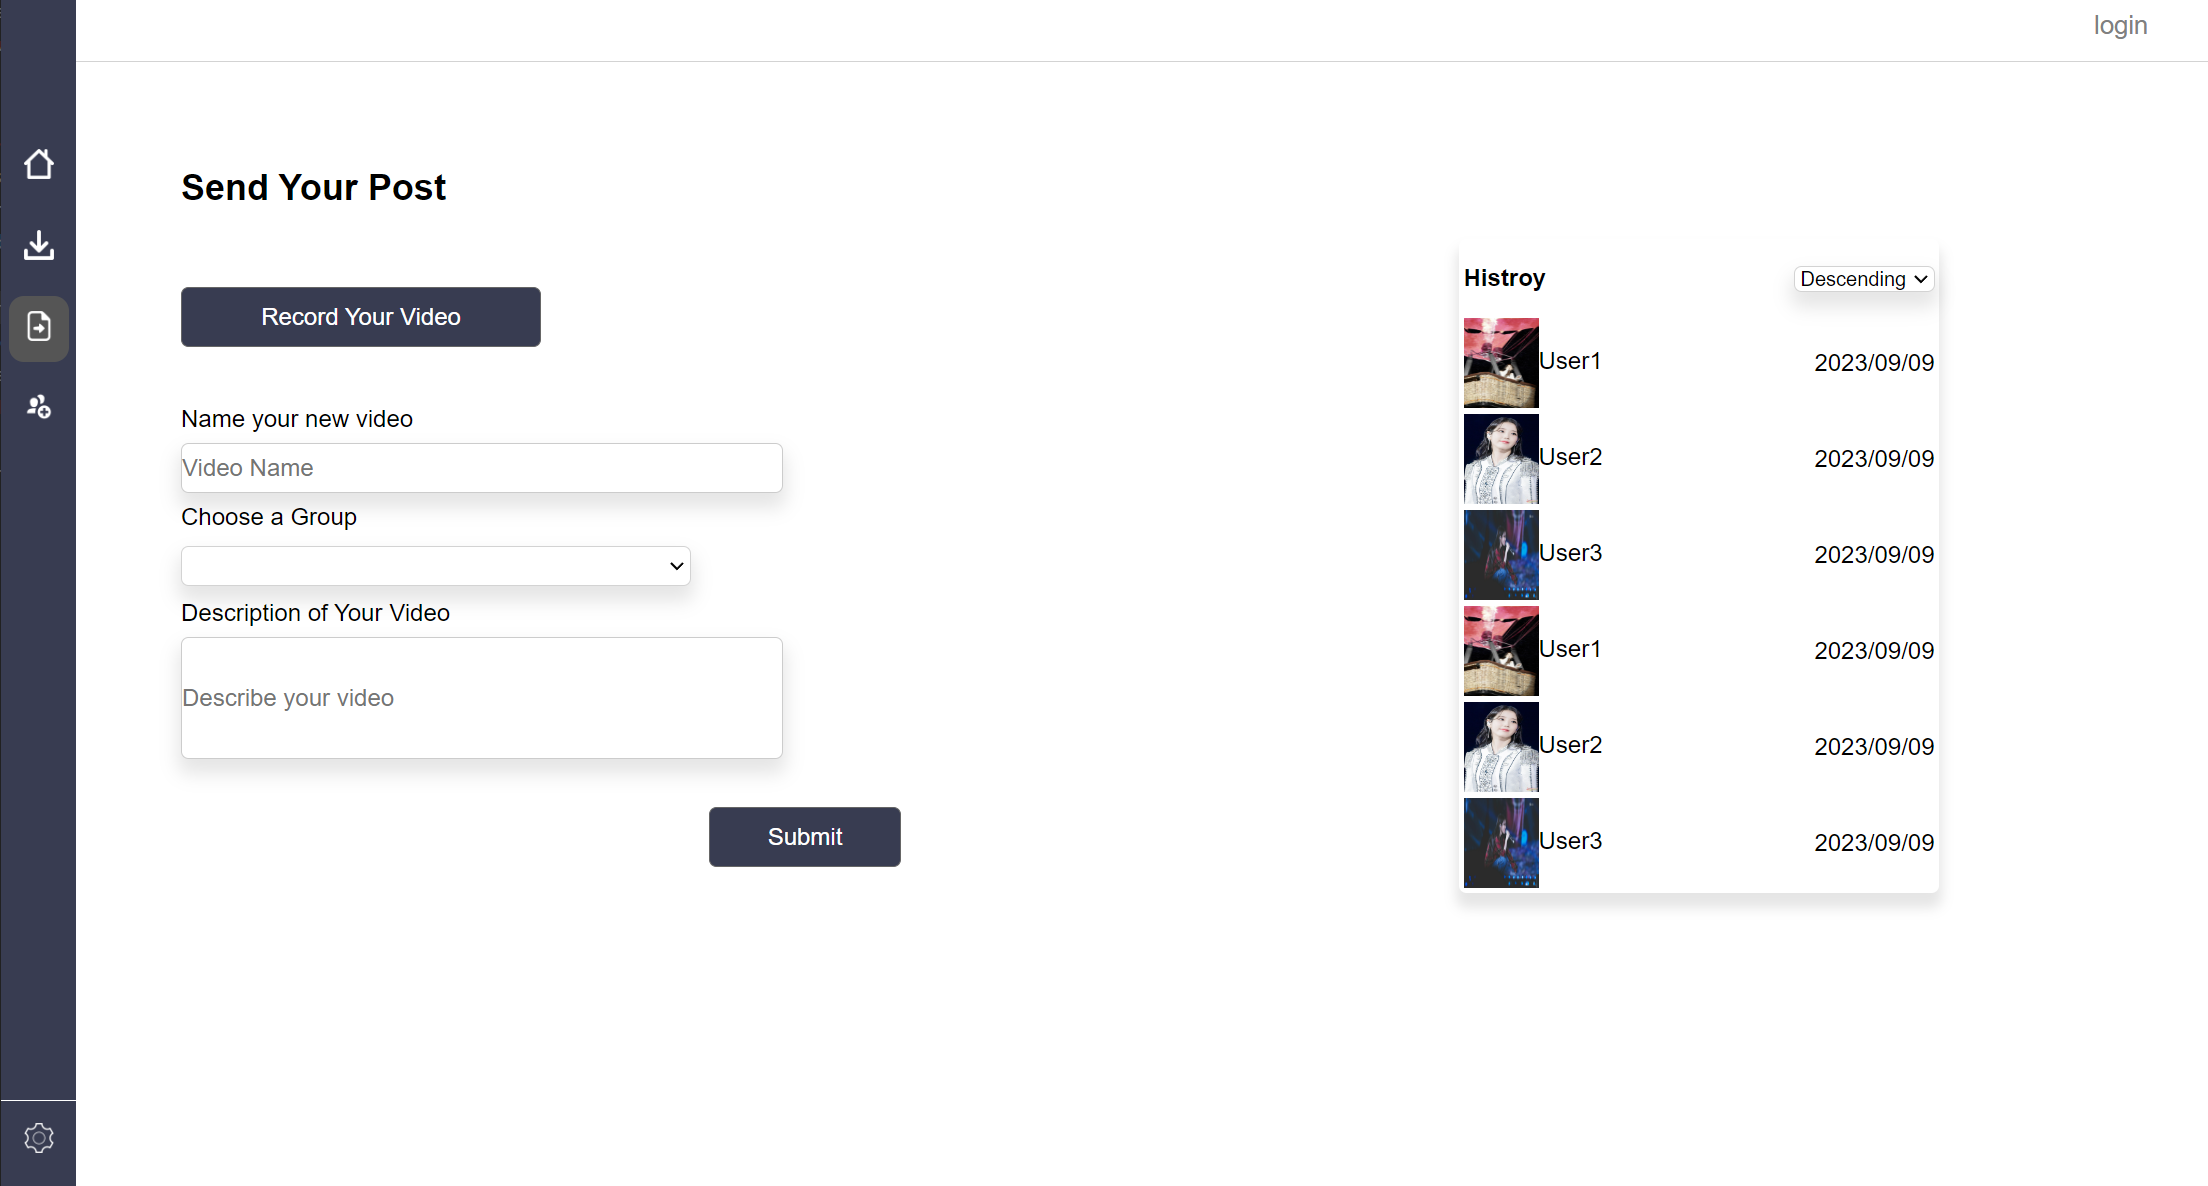 login
Send Your Post
Record Your Video
Name your new video
Video Name
Choose a Group
Description of Your Video
Describe your video
Submit
Histroy
Descending
User1 2023/09/09
User2 2023/09/09
User3 2023/09/09
User1 2023/09/09
User2 2023/09/09
User3 2023/09/09